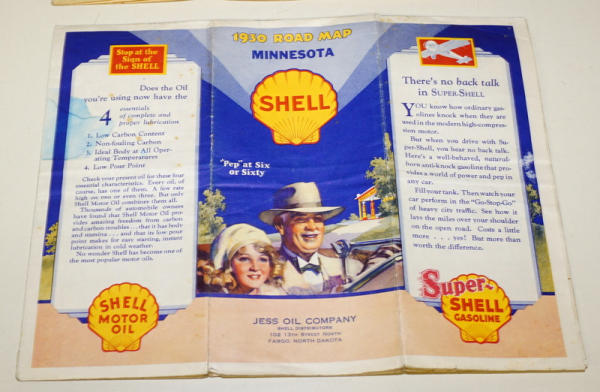 Stop at the
Sign of
the SHELL
Does the Oil
you're using now have the
4 essentials
of complete and
proper lubrication
1. Low Carbon Content
2. Non-fouling Carbon
3. Ideal Body at All Oper-
ating Temperatures
4. Low Pour Point
Check your present oil for these four
essential characteristics. Every oil, of
course, has one of them. A few rate
high on two or even three. But only
Shell Motor Oil combines them all.
Thousands of automobile owners
have found that Shell Motor Oil pro-
vides amazing freedom from carbon
and carbon troubles . . . that it has body
and stamina . . . and that its low pour
point makes for easy starting, instant
lubrication in cold weather.
No wonder Shell has become one of
the most popular motor oils.
SHELL
MOTOR
OIL
1930 ROAD MAP
MINNESOTA
SHELL
"Pep" at Six
or Sixty
JESS OIL COMPANY
SHELL DISTRIBUTORS
102 13TH STREET NORTH
FARGO, NORTH DAKOTA
There's no back talk
in SUPER-SHELL
YOU know how ordinary gas-
olines knock when they are
used in the modern high-compres-
sion motor.
But when you drive with Su-
per-Shell, you hear no back talk.
Here's a well-behaved, natural-
born anti-knock gasoline that pro-
vides a world of power and pep in
any car.
Fill your tank. Then watch your
car perform in the "Go-Stop-Go"
of heavy city traffic. See how it
lays the miles over your shoulder
on the open road. Costs a little
more . . . yes! But more than
worth the difference.
Super-
SHELL
GASOLINE